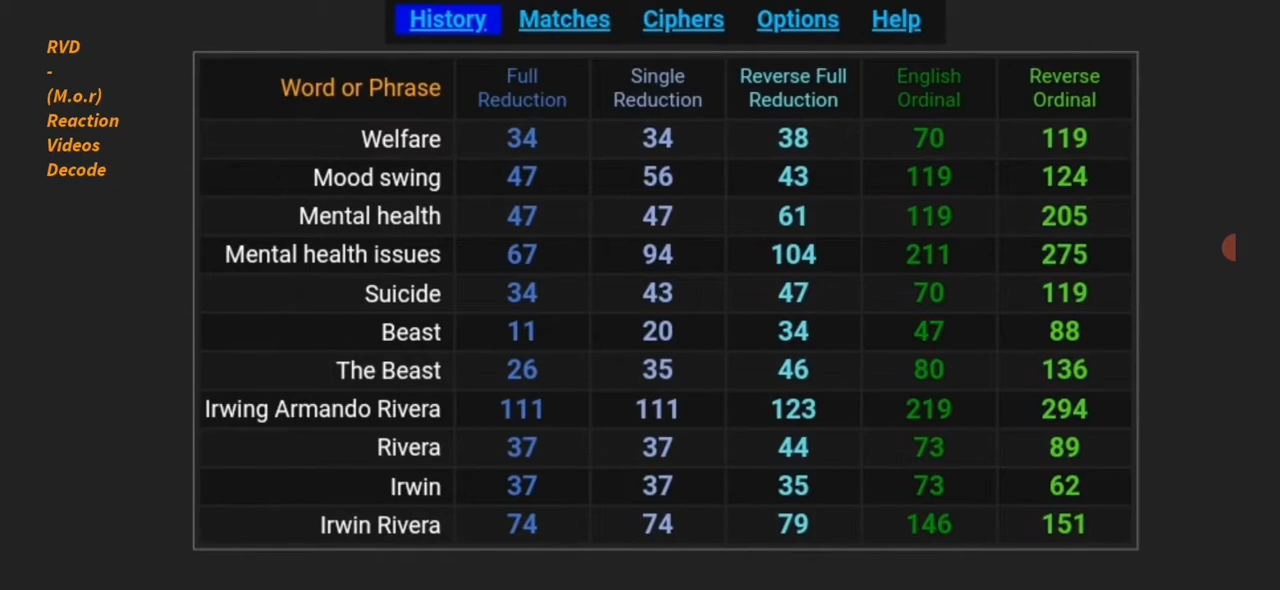 History Matches Ciphers Options Help
RVD
-
(M.o.r)
Reaction
Videos
Decode
Word or Phrase Full Reduction Single Reduction Reverse Full Reduction English Ordinal Reverse Ordinal
Welfare 34 34 38 70 119
Mood swing 47 56 43 119 124
Mental health 47 47 61 119 205
Mental health issues 67 94 104 211 275
Suicide 34 43 47 70 119
Beast 11 20 34 47 88
The Beast 26 35 46 80 136
Irwing Armando Rivera 111 111 123 219 294
Rivera 37 37 44 73 89
Irwin 37 37 35 73 62
Irwin Rivera 74 74 79 146 151